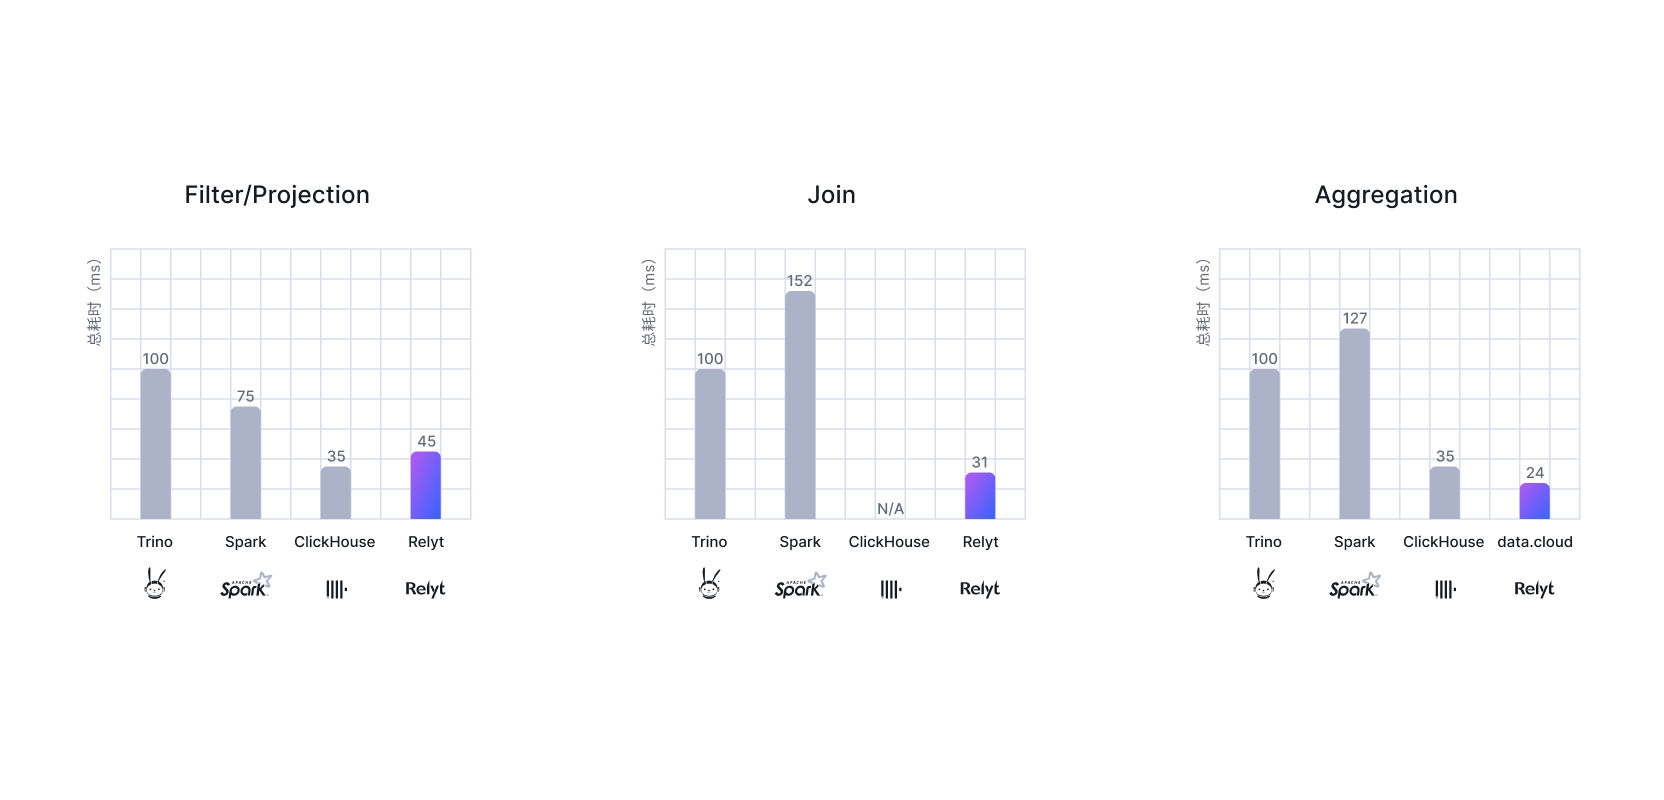 Filter/Projection
总耗时（ms）
100
75
35
45
Trino
Spark
ClickHouse
Relyt
APACHE
Spark
Relyt
Join
总耗时（ms）
100
152
N/A
31
Trino
Spark
ClickHouse
Relyt
APACHE
Spark
Relyt
Aggregation
总耗时（ms）
100
127
35
24
Trino
Spark
ClickHouse
data.cloud
APACHE
Spark
Relyt